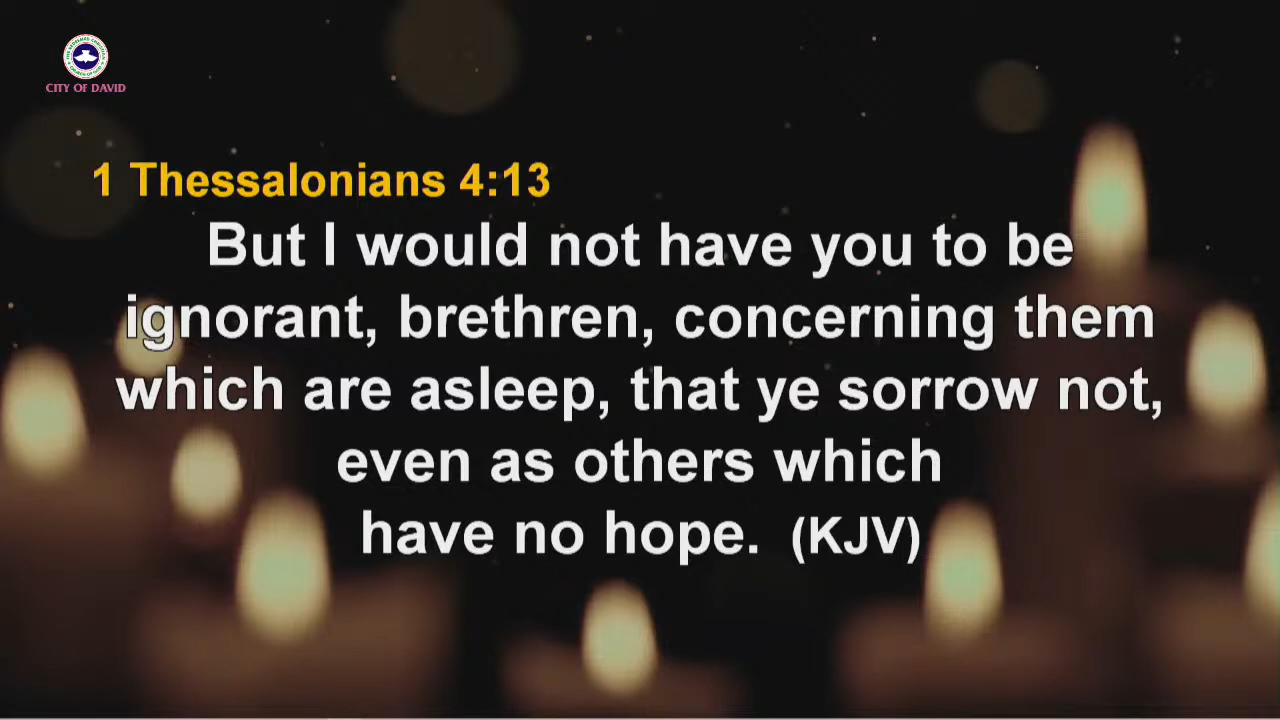 CITY OF DAVID
1 Thessalonians 4:13
But I would not have you to be
ignorant, brethren, concerning them
which are asleep, that ye sorrow not,
even as others which
have no hope. (KJV)